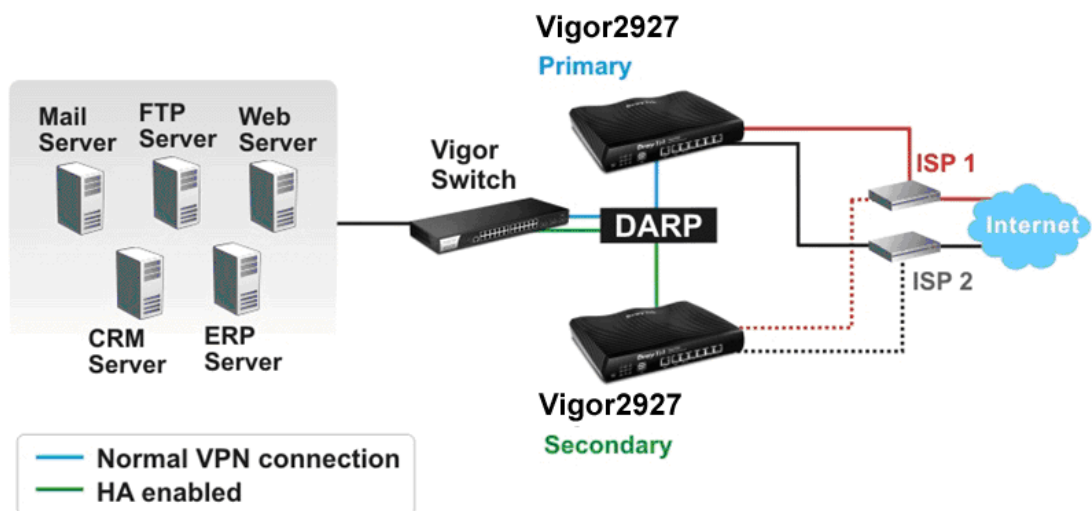 Vigor2927
Primary
Mail
Server
FTP
Server
Web
Server
Vigor
Switch
ISP 1
DARP
Internet
ISP 2
CRM
Server
ERP
Server
Vigor2927
Secondary
Normal VPN connection
HA enabled